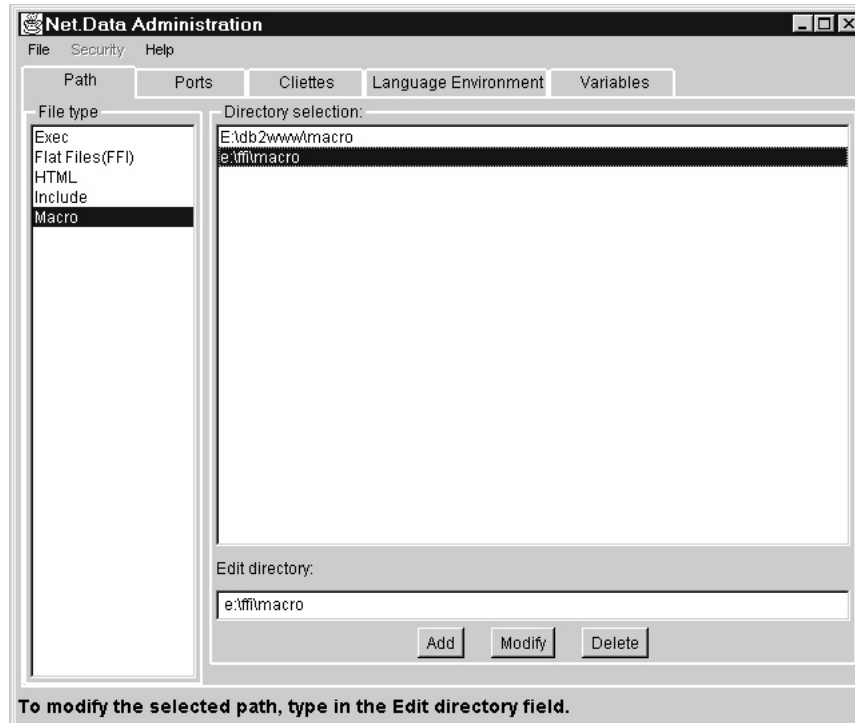 Net.Data Administration
File Security Help
Path Ports Cliettes Language Environment Variables
File type
Exec
Flat Files(FFI)
HTML
Include
Macro
Directory selection:
E:\db2www\macro
e:\ffi\macro
Edit directory:
e:\ffi\macro
Add Modify Delete
To modify the selected path, type in the Edit directory field.